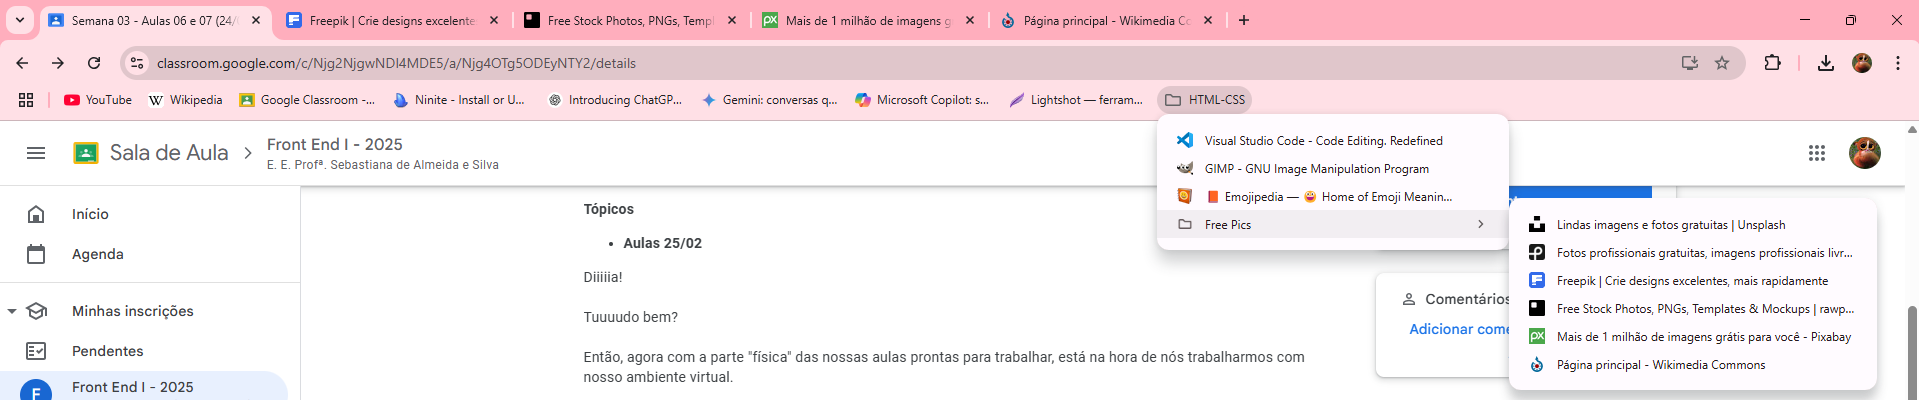 Semana 03 - Aulas 06 e 07 (24/
Freepik | Crie designs excelente
Free Stock Photos, PNGs, Templ
Mais de 1 milhão de imagens g
Página principal - Wikimedia Co
classroom.google.com/c/Njg2NjgwNDI4MDE5/a/Njg4OTg5ODEyNTY2/details
YouTube
Wikipedia
Google Classroom -...
Ninite - Install or U...
Introducing ChatGP...
Gemini: conversas q...
Microsoft Copilot: s...
Lightshot — ferram...
HTML-CSS
Sala de Aula
Front End I - 2025
E. E. Profª. Sebastiana de Almeida e Silva
Visual Studio Code - Code Editing. Redefined
GIMP - GNU Image Manipulation Program
📕 Emojipedia — 😃 Home of Emoji Meanin...
Free Pics
Lindas imagens e fotos gratuitas | Unsplash
Fotos profissionais gratuitas, imagens profissionais livr...
Freepik | Crie designs excelentes, mais rapidamente
Free Stock Photos, PNGs, Templates & Mockups | rawp...
Mais de 1 milhão de imagens grátis para você - Pixabay
Página principal - Wikimedia Commons
Início
Agenda
Minhas inscrições
Pendentes
F
Front End I - 2025
Tópicos
• Aulas 25/02
Diiiiia!
Tuuuudo bem?
Então, agora com a parte "física" das nossas aulas prontas para trabalhar, está na hora de nós trabalharmos com
nosso ambiente virtual.
Comentários
Adicionar come